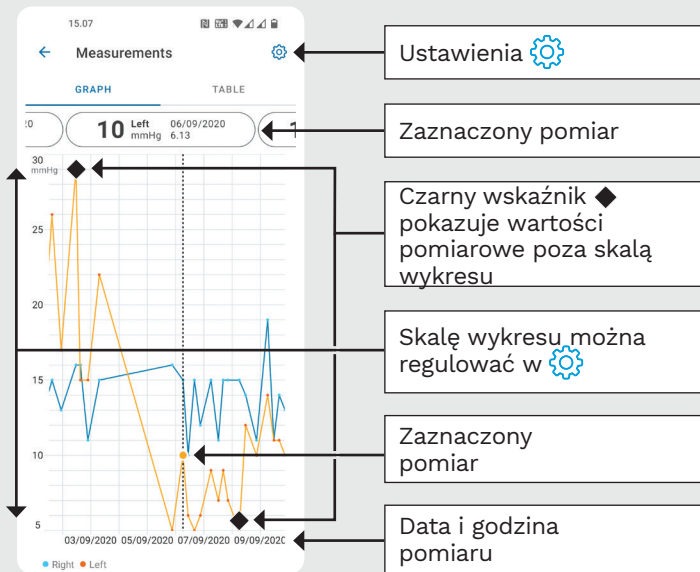 15.07
Measurements
GRAPH TABLE
20
10 Left mmHg 06/09/2020 6.13
1
30
mmHg
25
20
15
10
5
03/09/2020 05/09/2020 07/09/2020 09/09/2020
Right Left
Ustawienia
Zaznaczony pomiar
Czarny wskaźnik ◆
pokazuje wartości
pomiarowe poza skalą
wykresu
Skalę wykresu można
regulować w
Zaznaczony
pomiar
Data i godzina
pomiaru